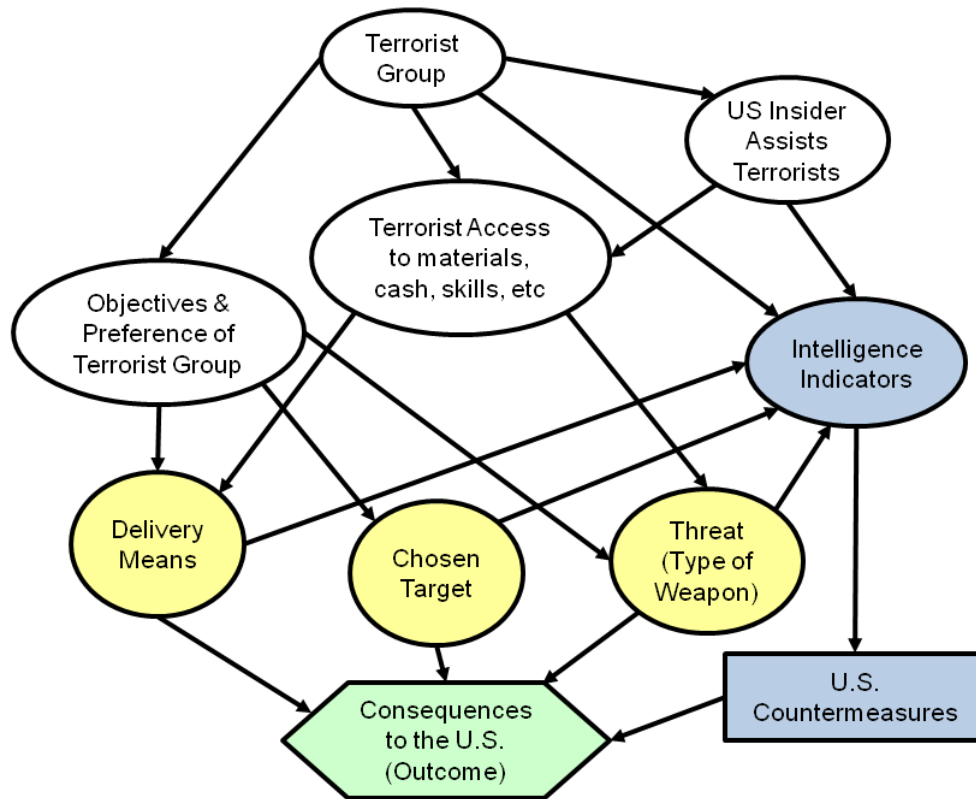 Terrorist
Group
US Insider
Assists
Terrorists
Terrorist Access
to materials,
cash, skills, etc
Objectives &
Preference of
Terrorist Group
Intelligence
Indicators
Delivery
Means
Chosen
Target
Threat
(Type of
Weapon)
Consequences
to the U.S.
(Outcome)
U.S.
Countermeasures